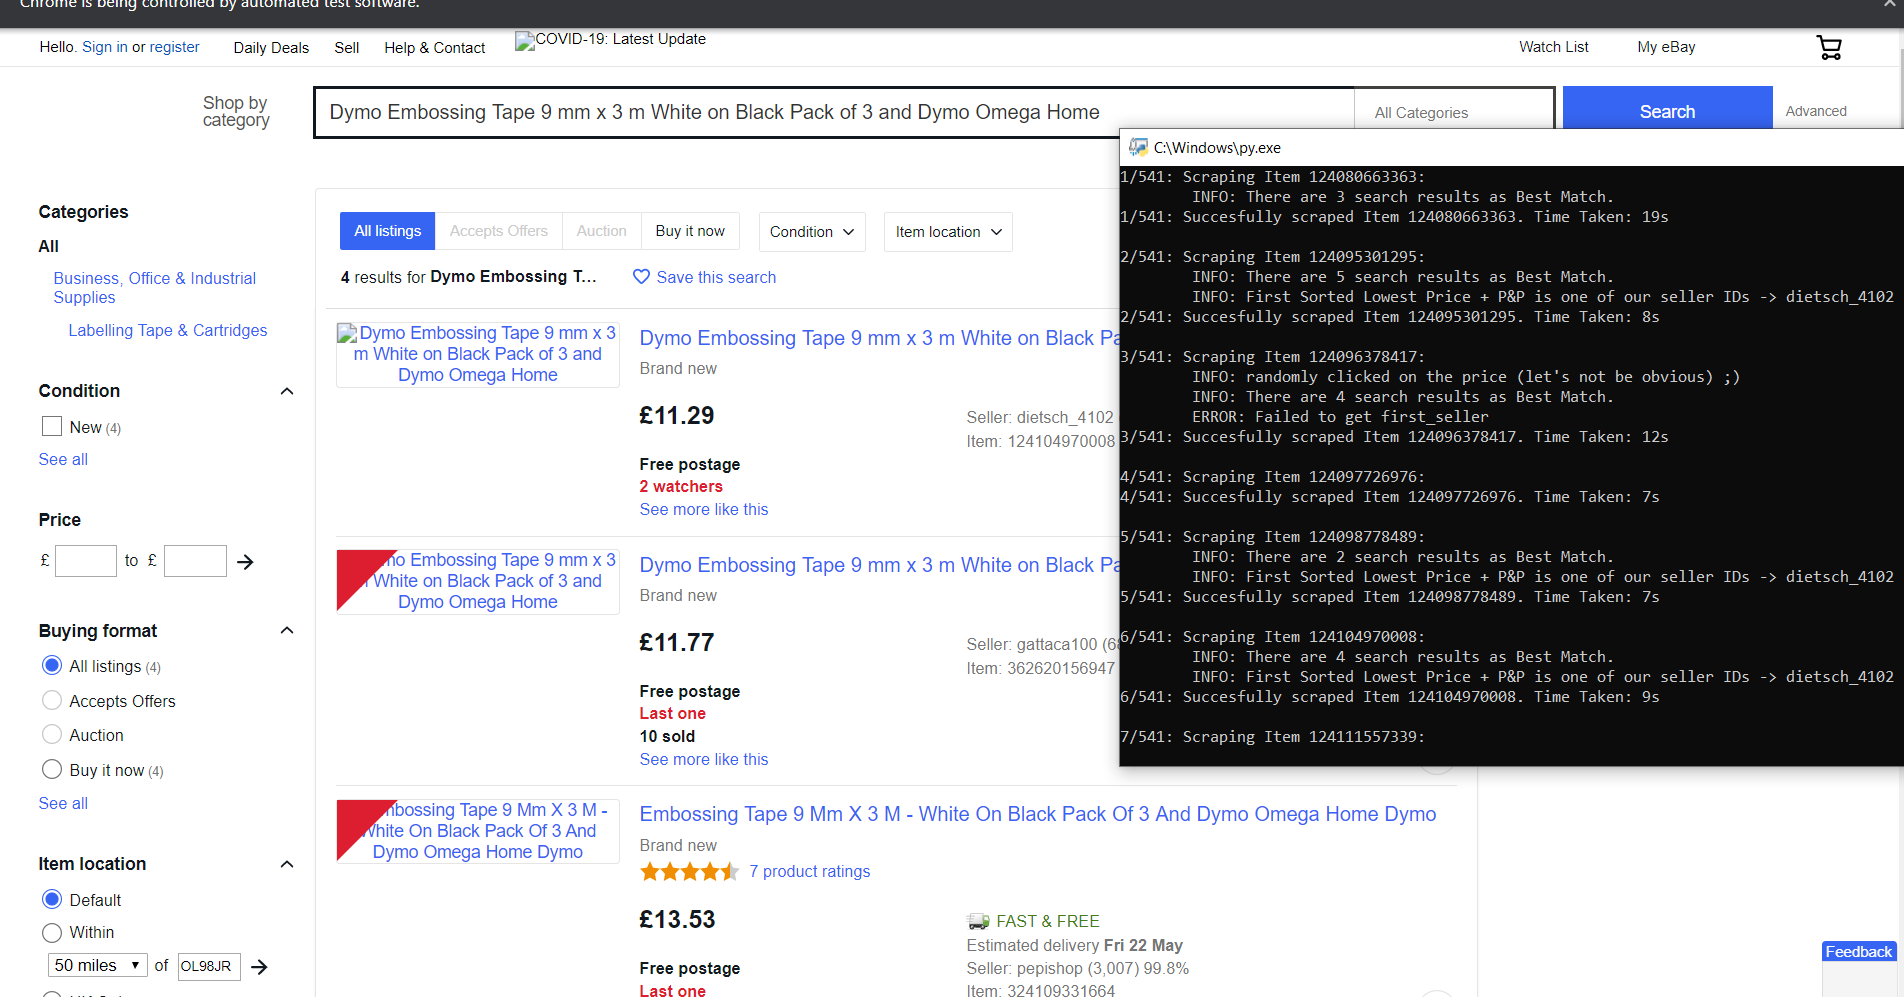 Chrome is being controlled by automated test software.
Hello. Sign in or register
Daily Deals
Sell
Help & Contact
COVID-19: Latest Update
Watch List
My eBay
Shop by
category
Dymo Embossing Tape 9 mm x 3 m White on Black Pack of 3 and Dymo Omega Home
All Categories
Search
Advanced
Categories
All
Business, Office & Industrial
Supplies
Labelling Tape & Cartridges
Condition
New (4)
See all
Price
£ to £
Buying format
All listings (4)
Accepts Offers
Auction
Buy it now (4)
See all
Item location
Default
Within
50 miles of OL98JR
All listings
Accepts Offers
Auction
Buy it now
Condition
Item location
4 results for Dymo Embossing T...
Save this search
Dymo Embossing Tape 9 mm x 3
m White on Black Pack of 3 and
Dymo Omega Home
Dymo Embossing Tape 9 mm x 3 m White on Black Pa
Brand new
£11.29
Free postage
2 watchers
See more like this
Seller: dietsch_4102
Item: 124104970008
mo Embossing Tape 9 mm x 3
White on Black Pack of 3 and
Dymo Omega Home
Dymo Embossing Tape 9 mm x 3 m White on Black Pa
Brand new
£11.77
Free postage
Last one
10 sold
See more like this
Seller: gattaca100 (68
Item: 362620156947
mbossing Tape 9 Mm X 3 M -
White On Black Pack Of 3 And
Dymo Omega Home Dymo
Embossing Tape 9 Mm X 3 M - White On Black Pack Of 3 And Dymo Omega Home Dymo
Brand new
7 product ratings
£13.53
Free postage
Last one
FAST & FREE
Estimated delivery Fri 22 May
Seller: pepishop (3,007) 99.8%
Item: 324109331664
C:\Windows\py.exe
1/541: Scraping Item 124080663363:
INFO: There are 3 search results as Best Match.
1/541: Succesfully scraped Item 124080663363. Time Taken: 19s
2/541: Scraping Item 124095301295:
INFO: There are 5 search results as Best Match.
INFO: First Sorted Lowest Price + P&P is one of our seller IDs -> dietsch_4102
2/541: Succesfully scraped Item 124095301295. Time Taken: 8s
3/541: Scraping Item 124096378417:
INFO: randomly clicked on the price (let's not be obvious) ;)
INFO: There are 4 search results as Best Match.
ERROR: Failed to get first_seller
3/541: Succesfully scraped Item 124096378417. Time Taken: 12s
4/541: Scraping Item 124097726976:
4/541: Succesfully scraped Item 124097726976. Time Taken: 7s
5/541: Scraping Item 124098778489:
INFO: There are 2 search results as Best Match.
INFO: First Sorted Lowest Price + P&P is one of our seller IDs -> dietsch_4102
5/541: Succesfully scraped Item 124098778489. Time Taken: 7s
6/541: Scraping Item 124104970008:
INFO: There are 4 search results as Best Match.
INFO: First Sorted Lowest Price + P&P is one of our seller IDs -> dietsch_4102
6/541: Succesfully scraped Item 124104970008. Time Taken: 9s
7/541: Scraping Item 124111557339:
Feedback